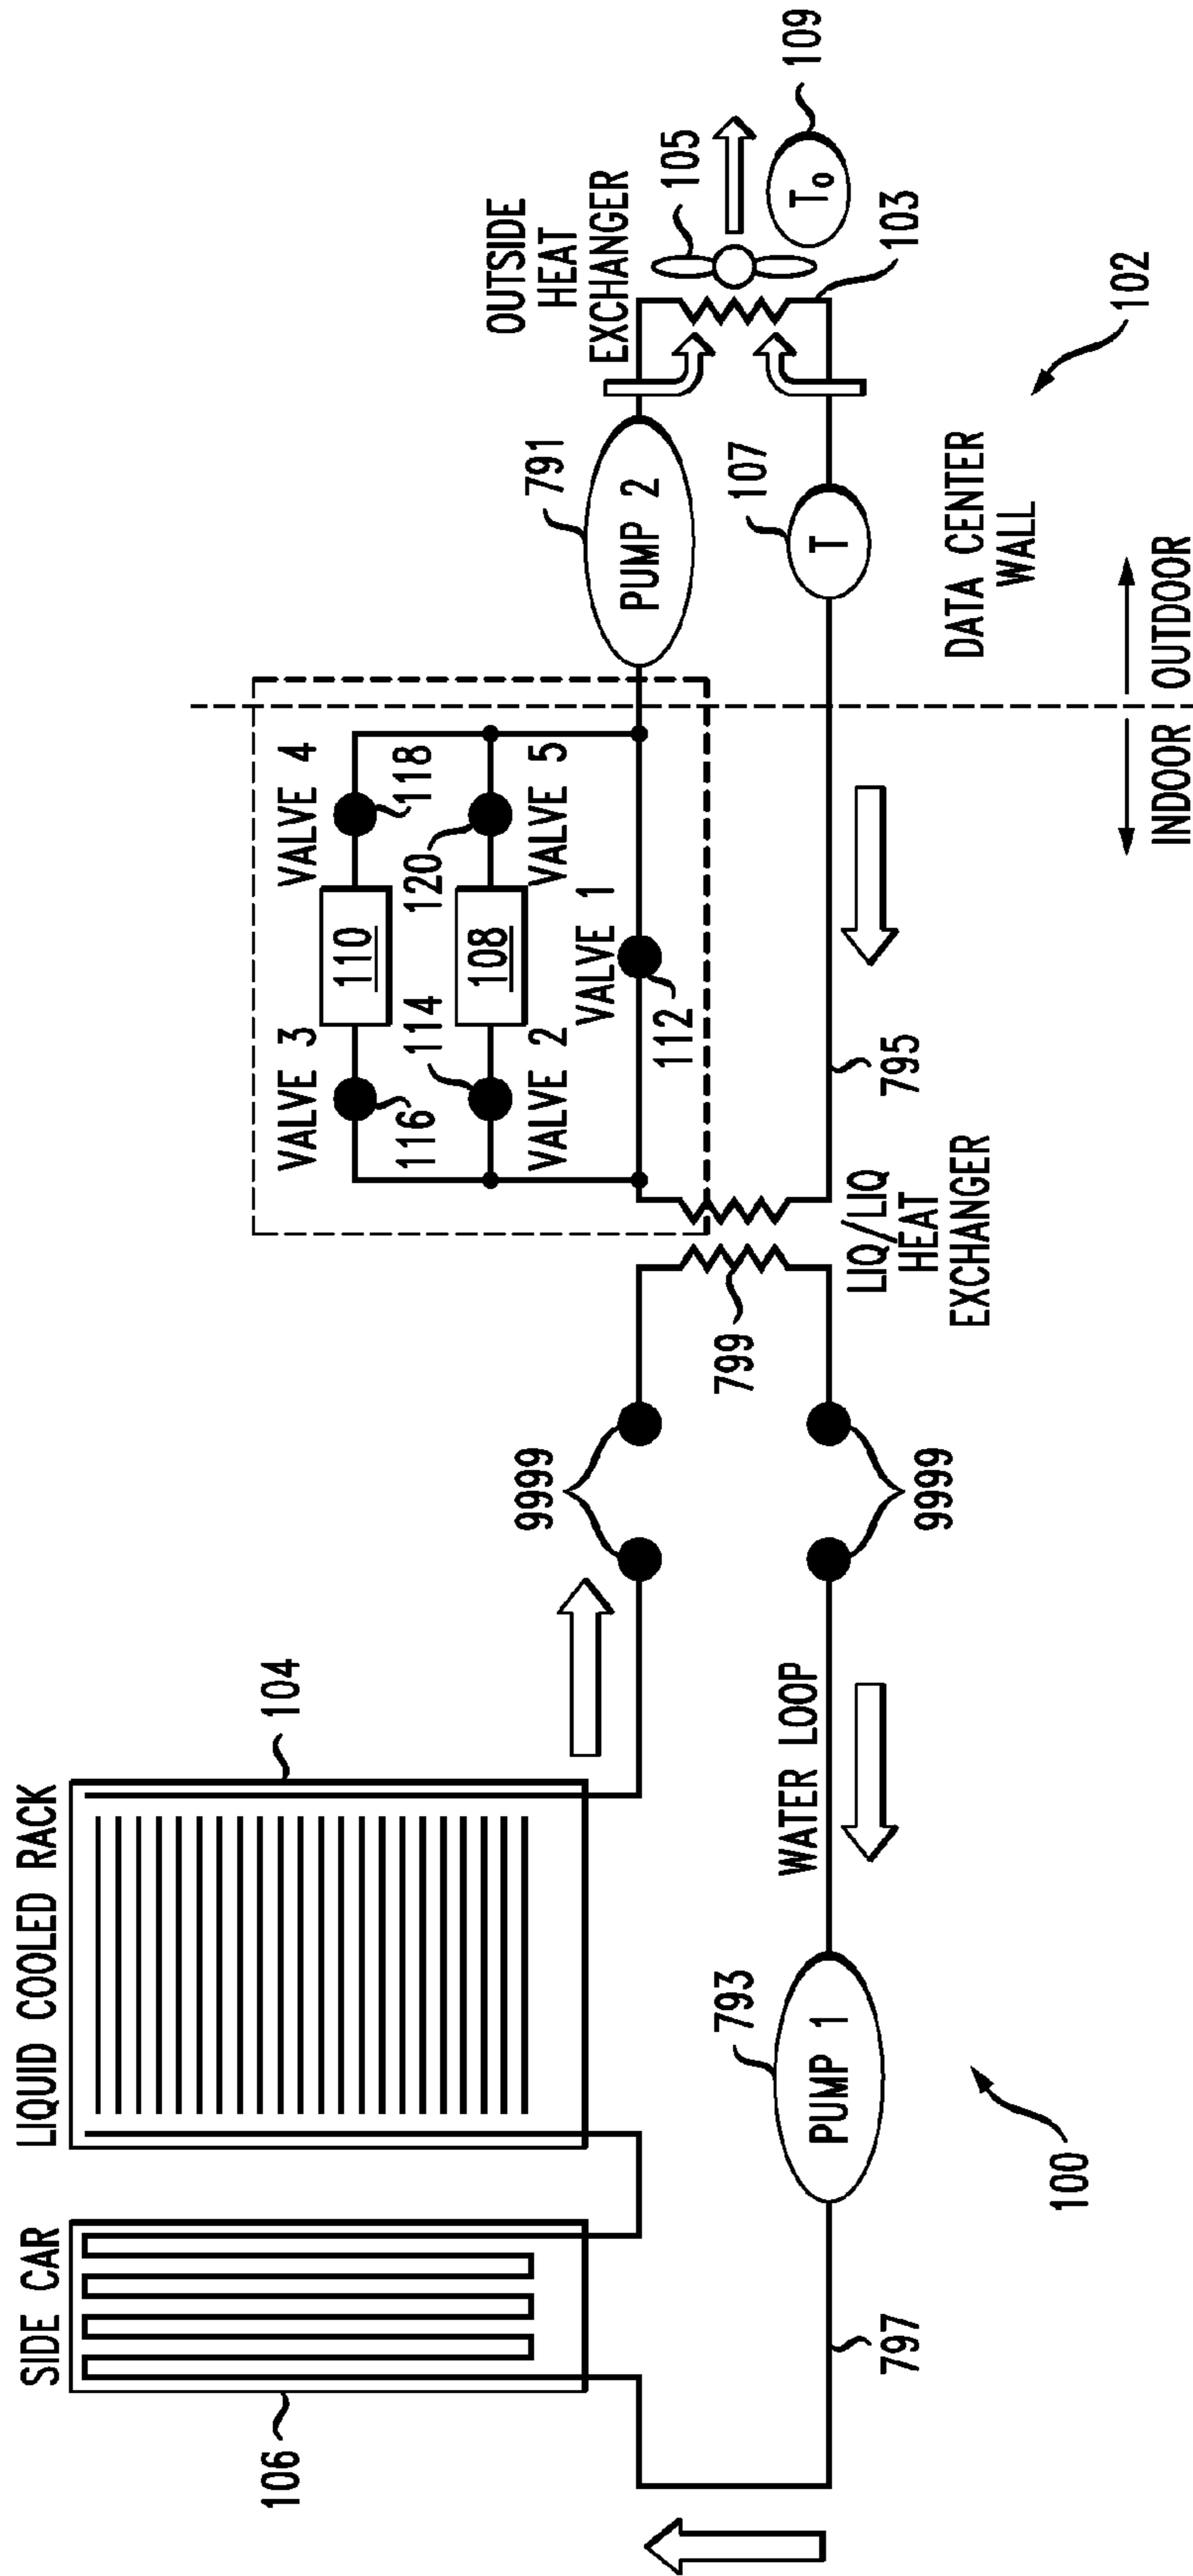 LIQUID COOLED RACK
SIDE CAR
104
106
VALVE 3
VALVE 4
110
116
118
114
120
108
VALVE 2
VALVE 5
VALVE 1
112
OUTSIDE
HEAT
EXCHANGER
105
109
T0
103
791
PUMP 2
107
T
9999
799
9999
LIQ/LIQ
HEAT
EXCHANGER
795
WATER LOOP
793
PUMP 1
797
100
102
DATA CENTER
WALL
INDOOR
OUTDOOR